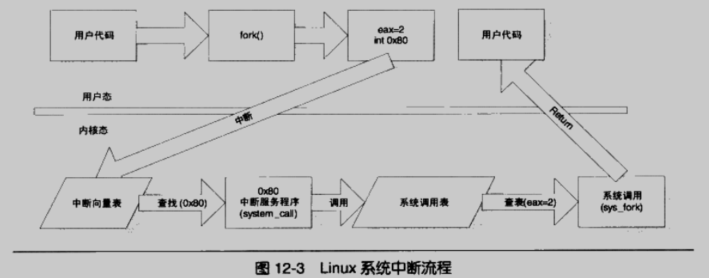 用户代码
fork()
eax=2
int 0x80
用户代码
用户态
中断
Return
内核态
中断向量表
查找 (0x80)
0x80
中断服务程序
(system_call)
调用
系统调用表
查表(eax=2)
系统调用
(sys_fork)
图 12-3 Linux 系统中断流程